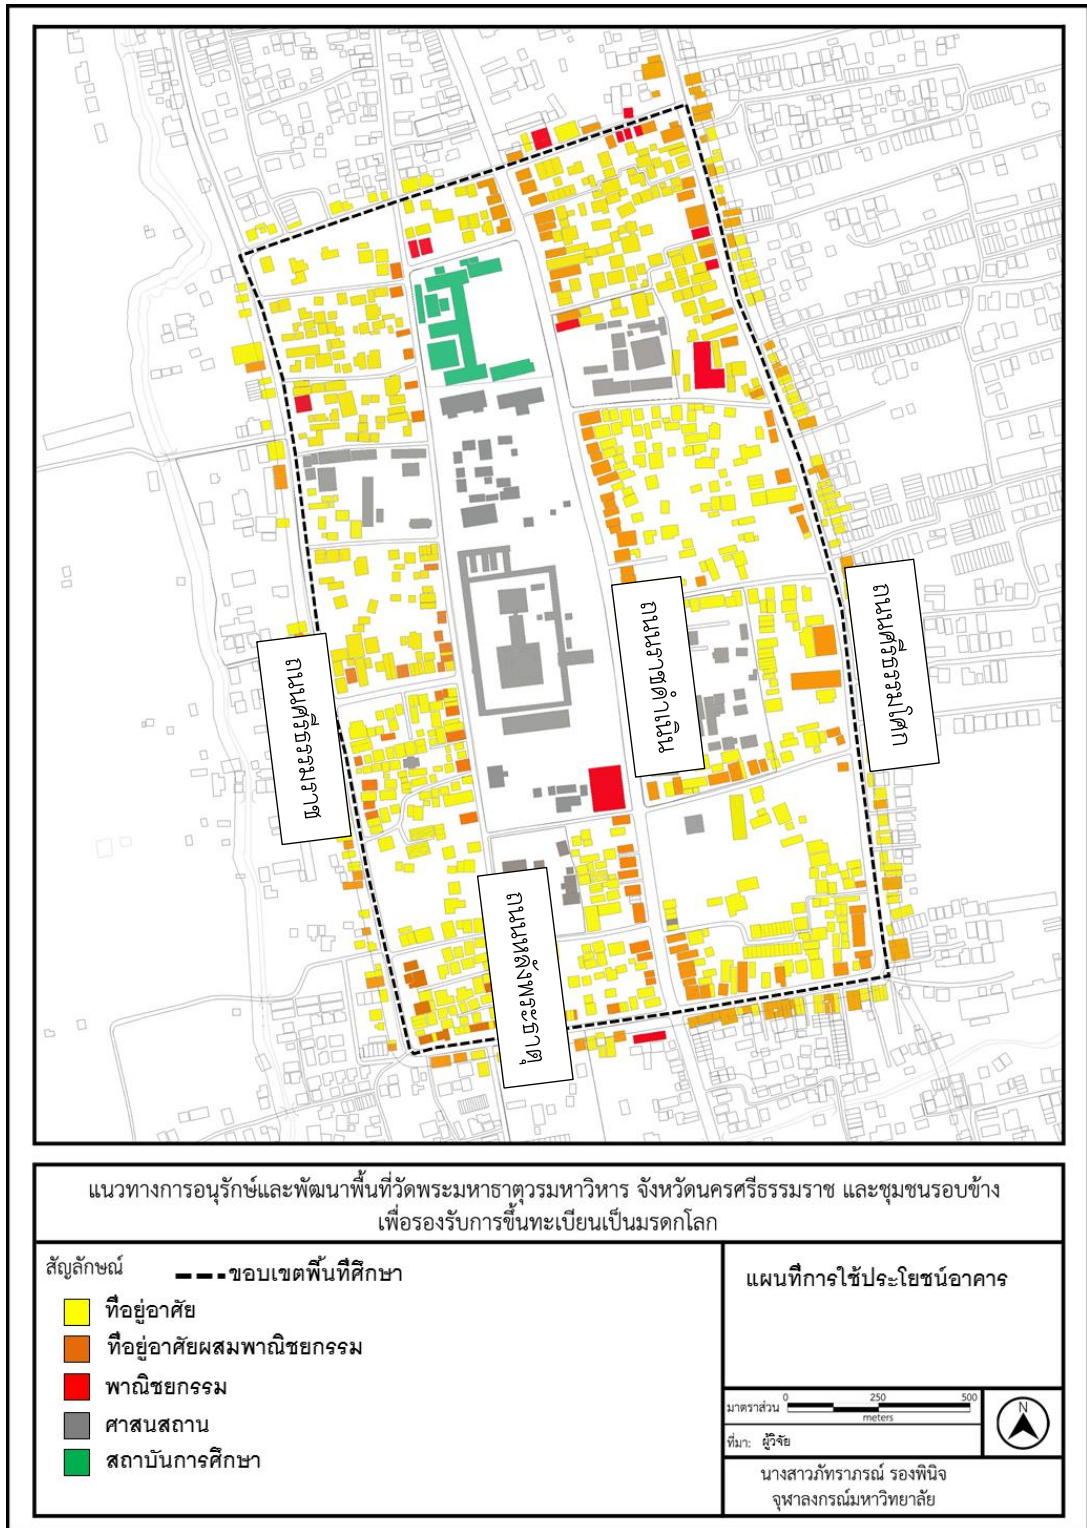 ถนนศรีธรรมราช
ถนนราชดำเนิน
ถนนศรีธรรมโศก
ถนนหลังพระธาตุ
แนวทางการอนุรักษ์และพัฒนาพื้นที่วัดพระมหาธาตุวรมหาวิหาร จังหวัดนครศรีธรรมราช และชุมชนรอบข้าง
เพื่อรองรับการขึ้นทะเบียนเป็นมรดกโลก
สัญลักษณ์
ขอบเขตพื้นที่ศึกษา
ที่อยู่อาศัย
ที่อยู่อาศัยผสมพาณิชยกรรม
พาณิชยกรรม
ศาสนสถาน
สถาบันการศึกษา
แผนที่การใช้ประโยชน์อาคาร
มาตราส่วน 0 250 500
meters
N
ที่มา: ผู้วิจัย
นางสาวภัทราภรณ์ รองพินิจ
จุฬาลงกรณ์มหาวิทยาลัย